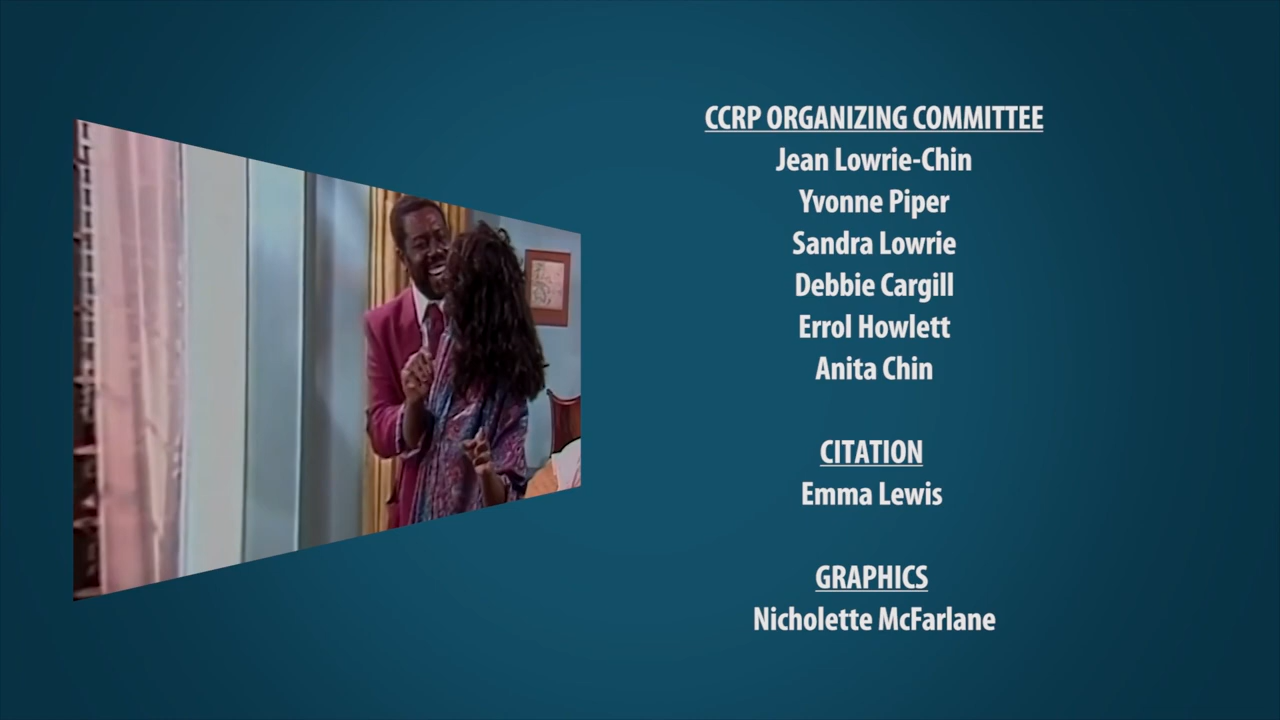 CCRP ORGANIZING COMMITTEE
Jean Lowrie-Chin
Yvonne Piper
Sandra Lowrie
Debbie Cargill
Errol Howlett
Anita Chin
CITATION
Emma Lewis
GRAPHICS
Nicholette McFarlane